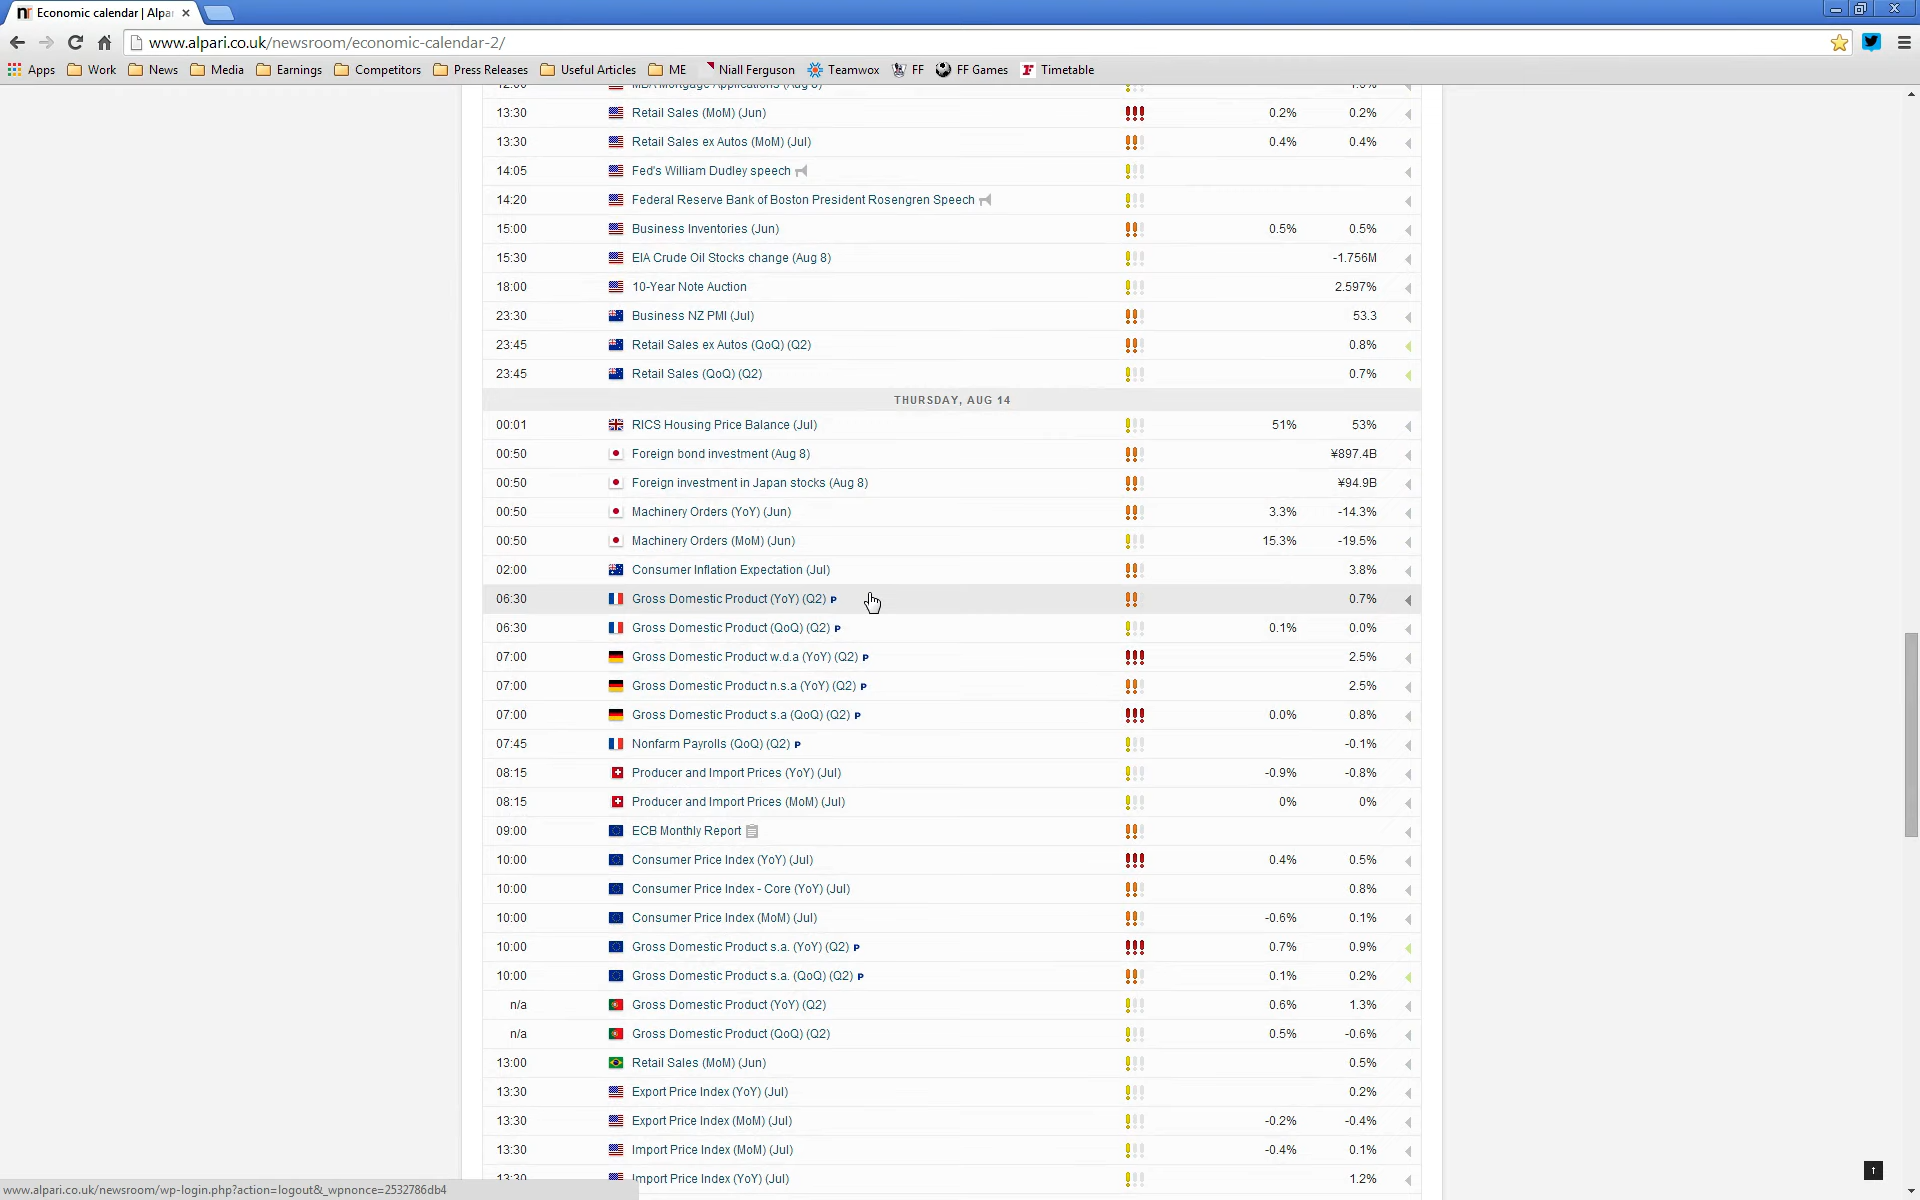 Economic calendar | Alpa
www.alpari.co.uk/newsroom/economic-calendar-2/
Apps Work News Media Earnings Competitors Press Releases Useful Articles ME Niall Ferguson Teamwox FF FF Games Timetable
12:00 MBA Mortgage Applications (Aug 8)
13:30 Retail Sales (MoM) (Jun) 0.2% 0.2%
13:30 Retail Sales ex Autos (MoM) (Jul) 0.4% 0.4%
14:05 Fed's William Dudley speech
14:20 Federal Reserve Bank of Boston President Rosengren Speech
15:00 Business Inventories (Jun) 0.5% 0.5%
15:30 EIA Crude Oil Stocks change (Aug 8) -1.756M
18:00 10-Year Note Auction 2.597%
23:30 Business NZ PMI (Jul) 53.3
23:45 Retail Sales ex Autos (QoQ) (Q2) 0.8%
23:45 Retail Sales (QoQ) (Q2) 0.7%
THURSDAY, AUG 14
00:01 RICS Housing Price Balance (Jul) 51% 53%
00:50 Foreign bond investment (Aug 8) ¥897.4B
00:50 Foreign investment in Japan stocks (Aug 8) ¥94.9B
00:50 Machinery Orders (YoY) (Jun) 3.3% -14.3%
00:50 Machinery Orders (MoM) (Jun) 15.3% -19.5%
02:00 Consumer Inflation Expectation (Jul) 3.8%
06:30 Gross Domestic Product (YoY) (Q2) P 0.7%
06:30 Gross Domestic Product (QoQ) (Q2) P 0.1% 0.0%
07:00 Gross Domestic Product w.d.a (YoY) (Q2) P 2.5%
07:00 Gross Domestic Product n.s.a (YoY) (Q2) P 2.5%
07:00 Gross Domestic Product s.a (QoQ) (Q2) P 0.0% 0.8%
07:45 Nonfarm Payrolls (QoQ) (Q2) P -0.1%
08:15 Producer and Import Prices (YoY) (Jul) -0.9% -0.8%
08:15 Producer and Import Prices (MoM) (Jul) 0% 0%
09:00 ECB Monthly Report
10:00 Consumer Price Index (YoY) (Jul) 0.4% 0.5%
10:00 Consumer Price Index - Core (YoY) (Jul) 0.8%
10:00 Consumer Price Index (MoM) (Jul) -0.6% 0.1%
10:00 Gross Domestic Product s.a. (YoY) (Q2) P 0.7% 0.9%
10:00 Gross Domestic Product s.a. (QoQ) (Q2) P 0.1% 0.2%
n/a Gross Domestic Product (YoY) (Q2) 0.6% 1.3%
n/a Gross Domestic Product (QoQ) (Q2) 0.5% -0.6%
13:00 Retail Sales (MoM) (Jun) 0.5%
13:30 Export Price Index (YoY) (Jul) 0.2%
13:30 Export Price Index (MoM) (Jul) -0.2% -0.4%
13:30 Import Price Index (MoM) (Jul) -0.4% 0.1%
13:30 Import Price Index (YoY) (Jul) 1.2%
www.alpari.co.uk/newsroom/wp-login.php?action=logout&_wpnonce=2532786db4